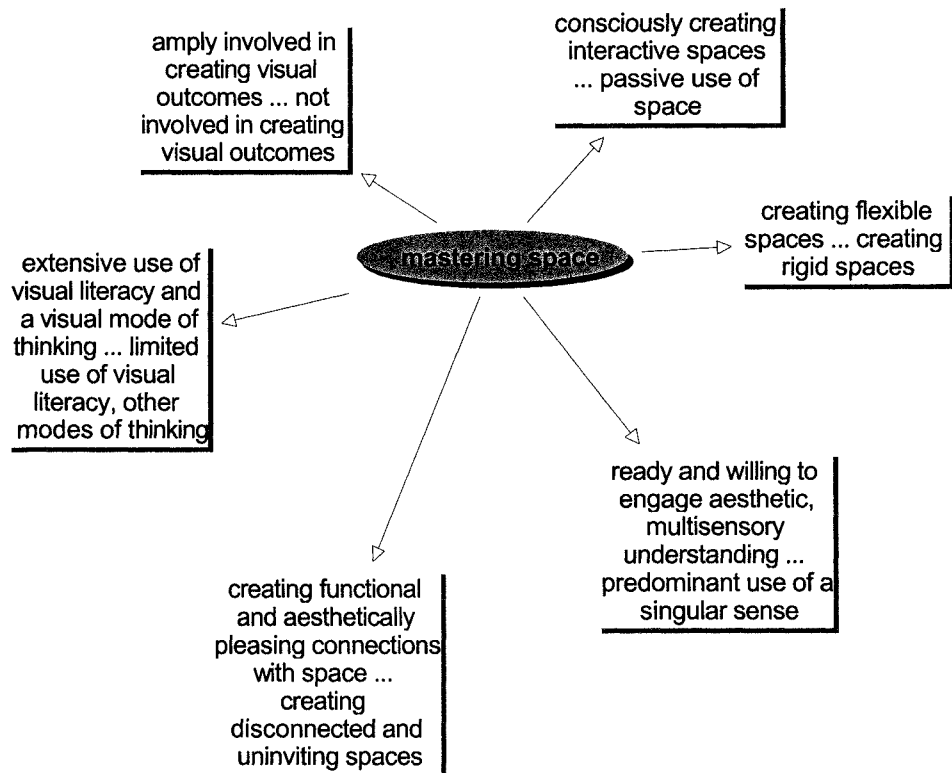 amply involved in
creating visual
outcomes ... not
involved in creating
visual outcomes
consciously creating
interactive spaces
... passive use of
space
mastering space
creating flexible
spaces ... creating
rigid spaces
extensive use of
visual literacy and
a visual mode of
thinking ... limited
use of visual
literacy, other
modes of thinking
ready and willing to
engage aesthetic,
multisensory
understanding ...
predominant use of a
singular sense
creating functional
and aesthetically
pleasing connections
with space ...
creating
disconnected and
uninviting spaces